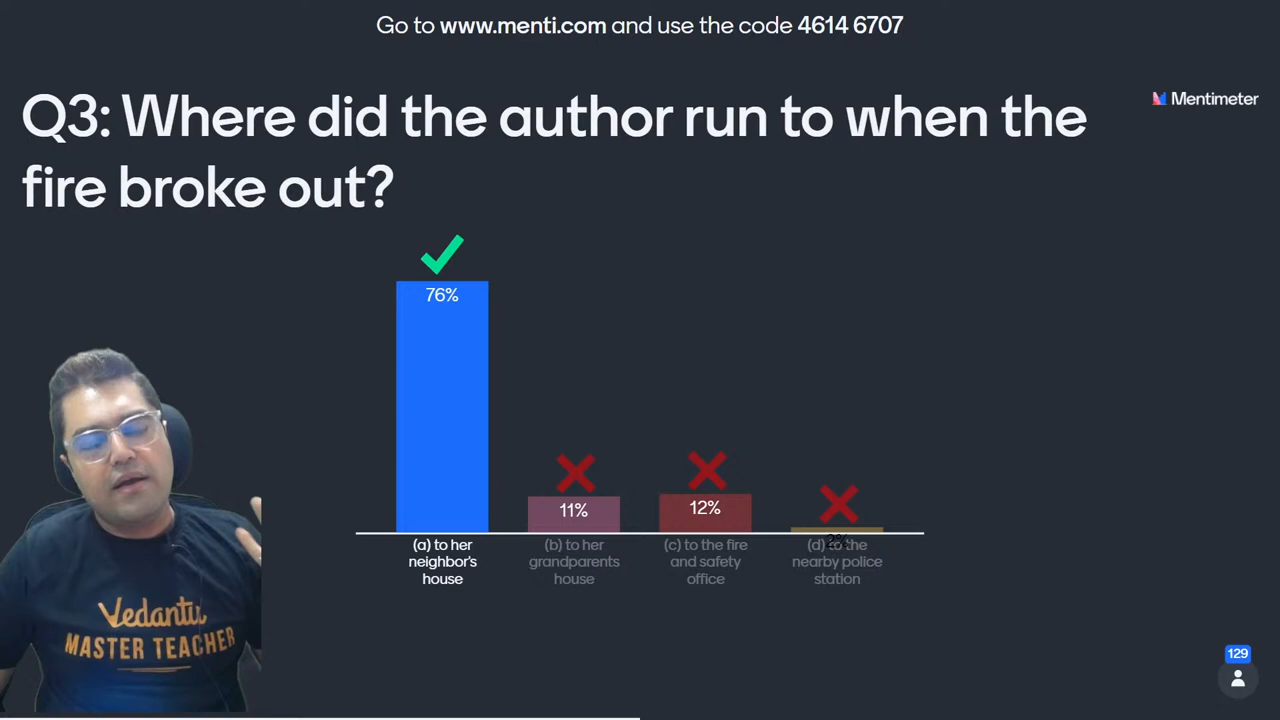 Go to www.menti.com and use the code 4614 6707
Mentimeter
Q3: Where did the author run to when the
fire broke out?
76%
11%
12%
2%
(a) to her
neighbor's
house
(b) to her
grandparents
house
(c) to the fire
and safety
office
(d) the
nearby police
station
Vedantu
MASTER TEACHER
129